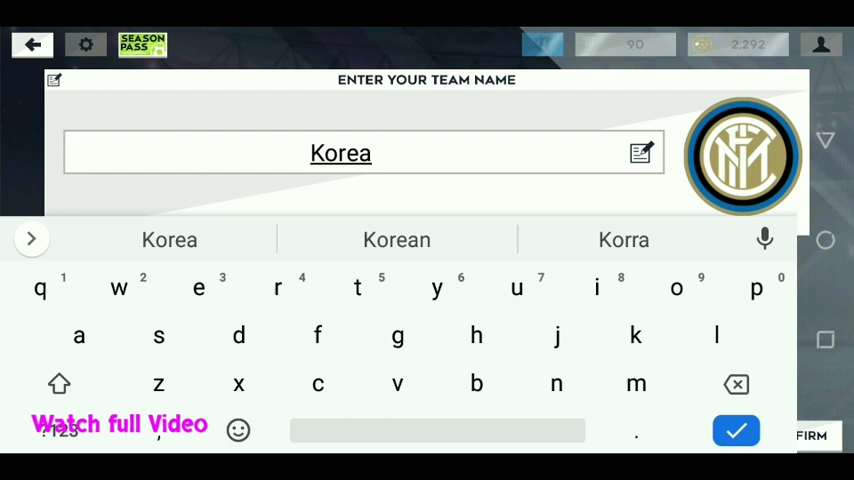 SEASON
PASS
90
2.292
ENTER YOUR TEAM NAME
Korea
Korea Korean Korra
q 1 w 2 e 3 r 4 t 5 y 6 u 7 i 8 o 9 p 0
a s d f g h j k l
z x c v b n m
Watch full Video
?123 , .
FIRM